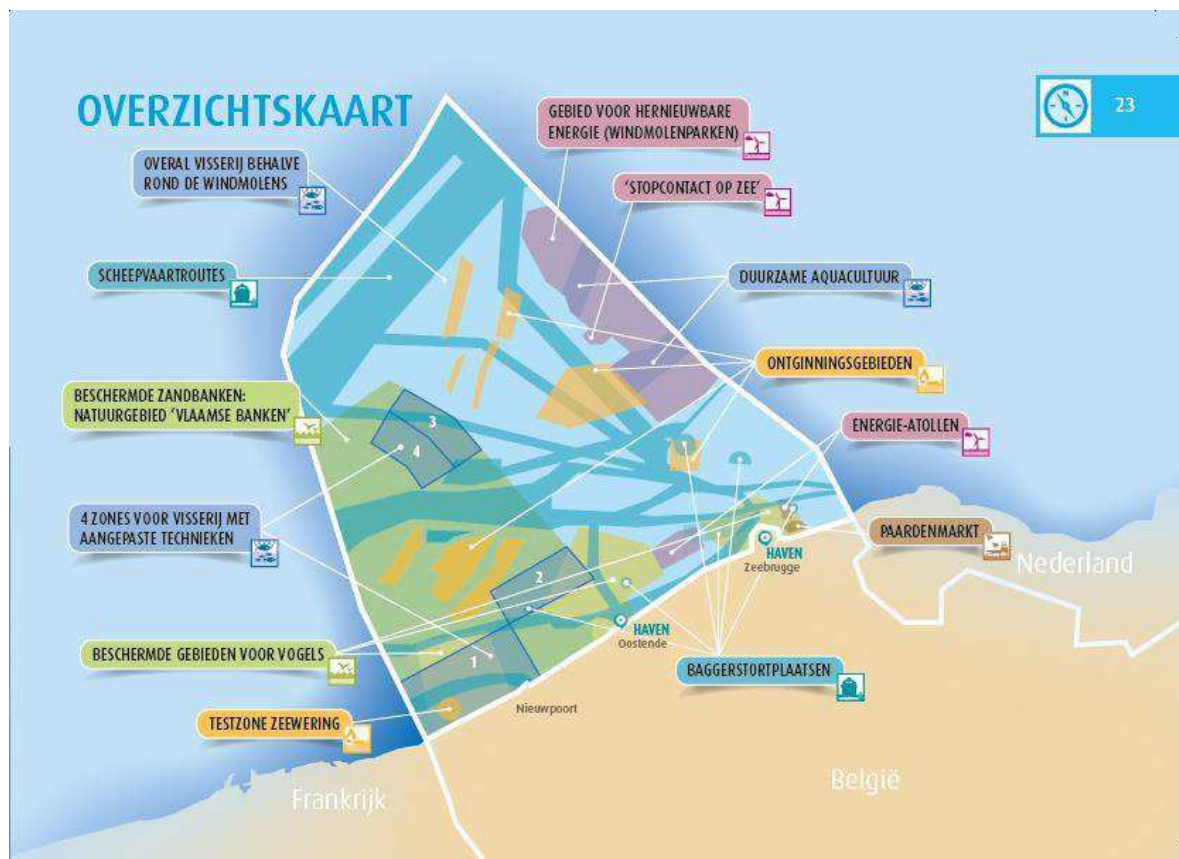 OVERZICHTSKAART
23
GEBIED VOOR HERNIEUWBARE
ENERGIE (WINDMOLENPARKEN)
OVERAL VISSERIJ BEHALVE
ROND DE WINDMOLENS
'STOPCONTACT OP ZEE'
SCHEEPVAARTROUTES
DUURZAME AQUACULTUUR
ONTGINNINGSGEBIEDEN
BESCHERMDE ZANDBANKEN:
NATUURGEBIED 'VLAAMSE BANKEN'
3
4
ENERGIE-ATOLLEN
4 ZONES VOOR VISSERIJ MET
AANGEPASTE TECHNIEKEN
PAARDENMARKT
HAVEN
Zeebrugge
Nederland
2
HAVEN
Oostende
BESCHERMDE GEBIEDEN VOOR VOGELS
1
BAGGERSTORTPLAATSEN
Nieuwpoort
TESTZONE ZEEWERING
Frankrijk
België